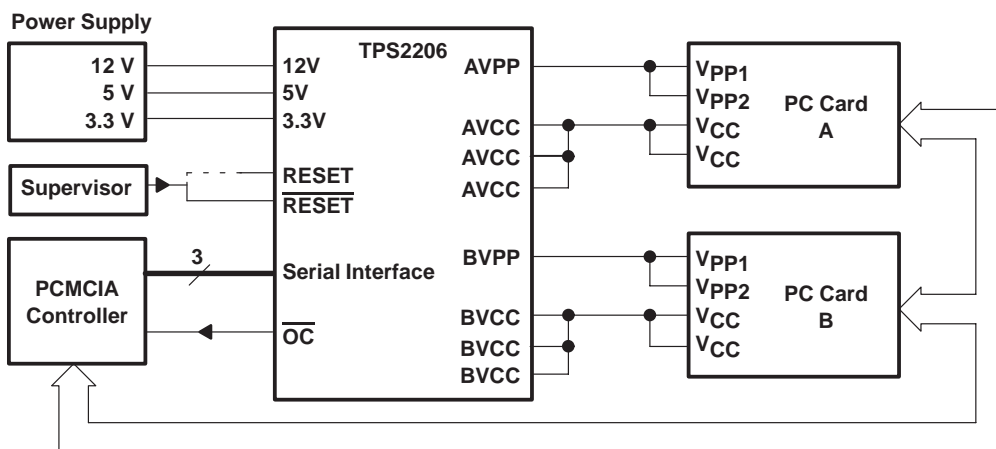 Power Supply
12 V
5 V
3.3 V
Supervisor
PCMCIA
Controller
3
TPS2206
12V
5V
3.3V
RESET
RESET
Serial Interface
OC
AVPP
AVCC
AVCC
AVCC
BVPP
BVCC
BVCC
BVCC
VPP1
VPP2
VCC
VCC
PC Card
A
VPP1
VPP2
VCC
VCC
PC Card
B